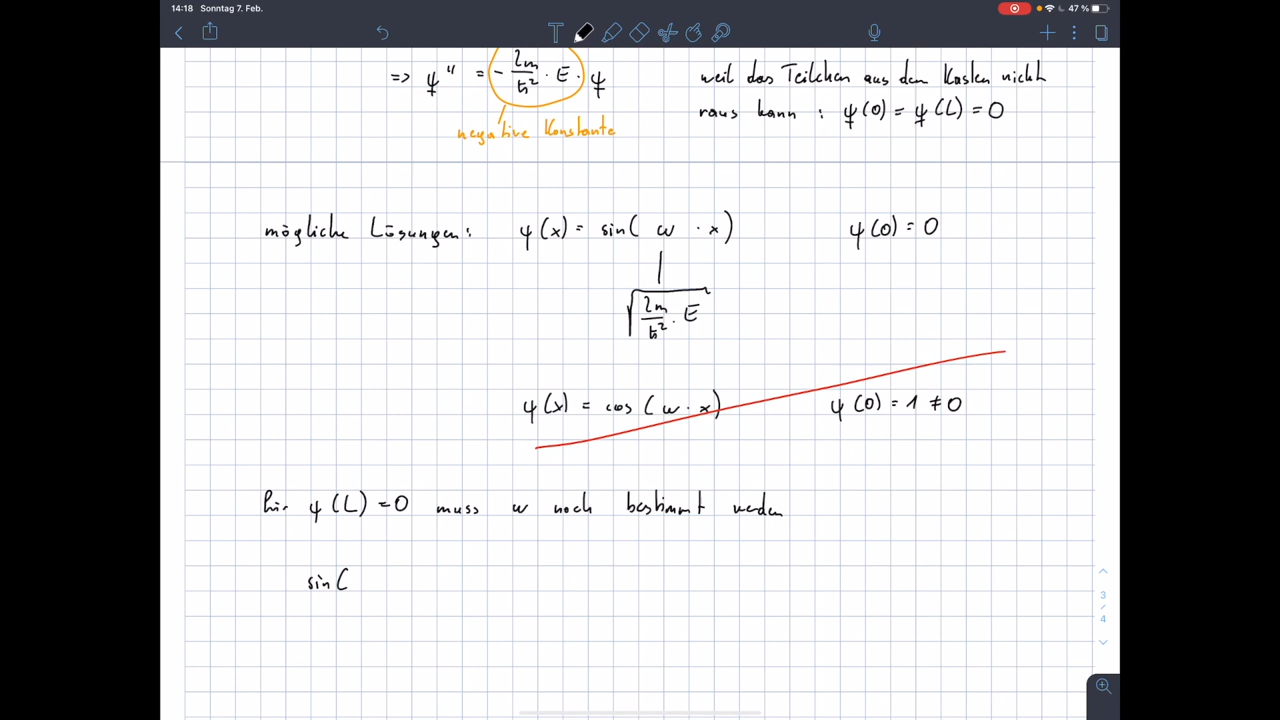 14:18 Sonntag 7. Feb.
47 %
=> ψ'' = - 2m/ħ² · E · ψ
negative Konstante
weil das Teilchen aus dem Kasten nicht
raus kann : ψ(0) = ψ(L) = 0
mögliche Lösungen: ψ(x) = sin( w · x) ψ(0) = 0
√(2m/ħ² · E)
ψ(x) = cos(w · x) ψ(0) = 1 ≠ 0
für ψ(L) = 0 muss w noch bestimmt werden
sin(
3
/
4